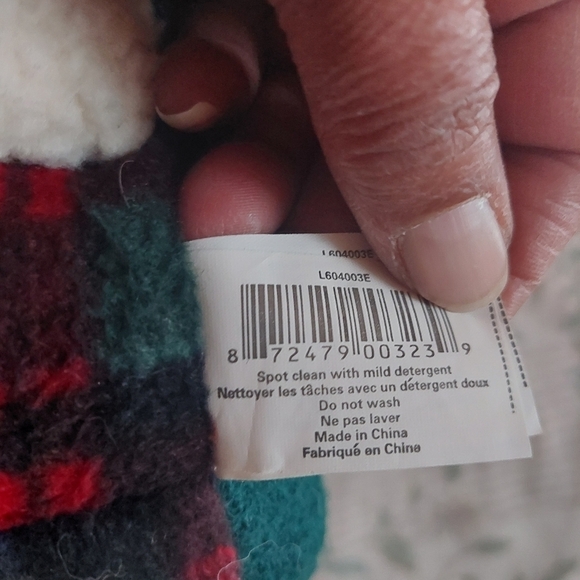 L604003E
L604003E
8 72479 00323 9
Spot clean with mild detergent
Nettoyer les tâches avec un détergent doux
Do not wash
Ne pas laver
Made in China
Fabriqué en Chine